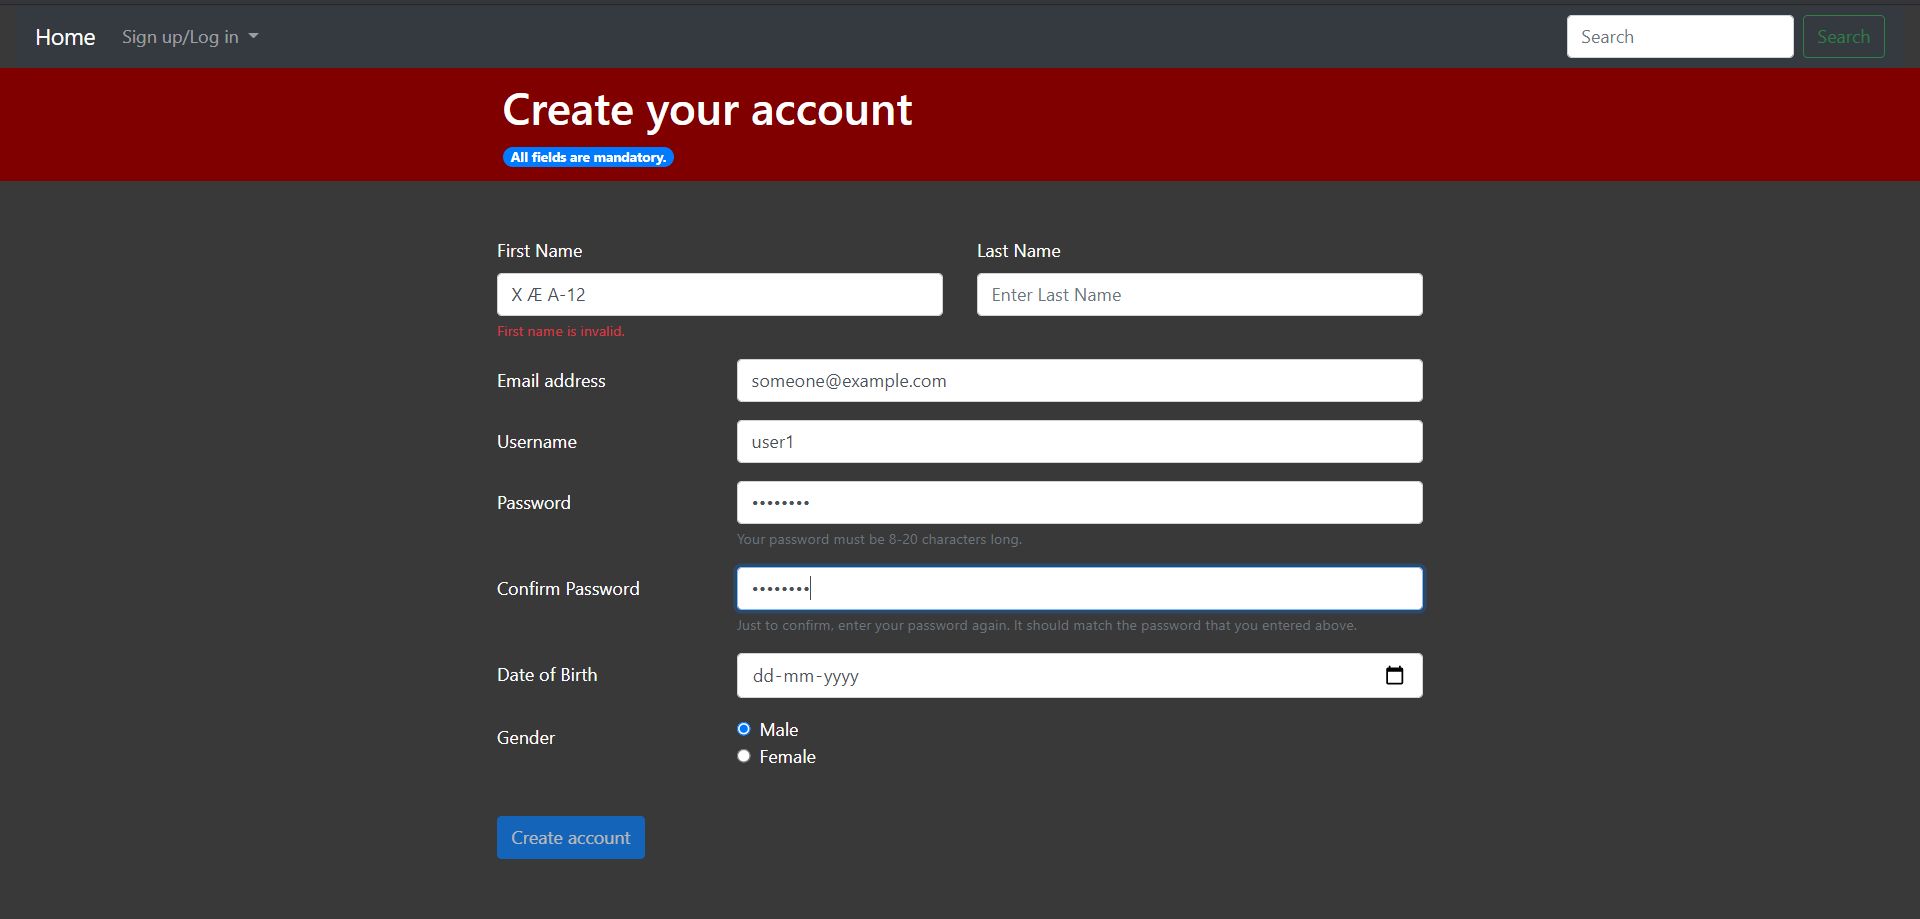 Home Sign up/Log in Search Search
Create your account
All fields are mandatory.
First Name Last Name
X Æ A-12 Enter Last Name
First name is invalid.
Email address someone@example.com
Username user1
Password ••••••••
Your password must be 8-20 characters long.
Confirm Password ••••••••
Just to confirm, enter your password again. It should match the password that you entered above.
Date of Birth dd-mm-yyyy
Gender Male
Female
Create account